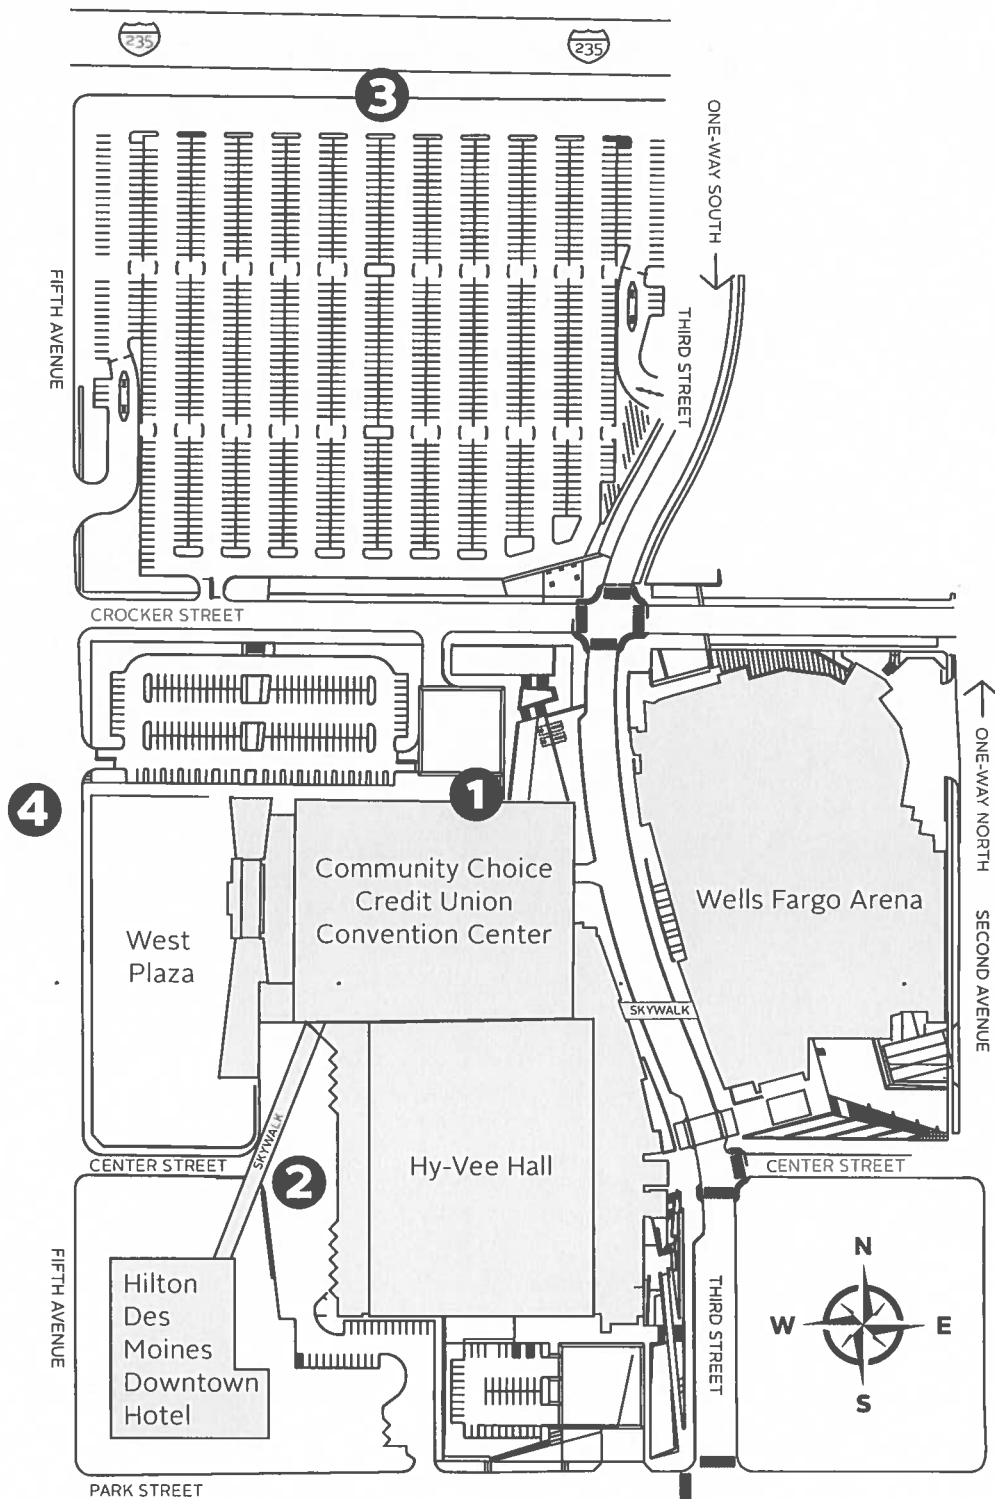 235
235
3
ONE-WAY SOUTH
THIRD STREET
FIFTH AVENUE
CROCKER STREET
1
4
ONE-WAY NORTH
SECOND AVENUE
Community Choice
Credit Union
Convention Center
Wells Fargo Arena
West
Plaza
SKYWALK
SKYWALK
CENTER STREET
2
Hy-Vee Hall
CENTER STREET
FIFTH AVENUE
Hilton
Des
Moines
Downtown
Hotel
THIRD STREET
N
W
E
S
PARK STREET